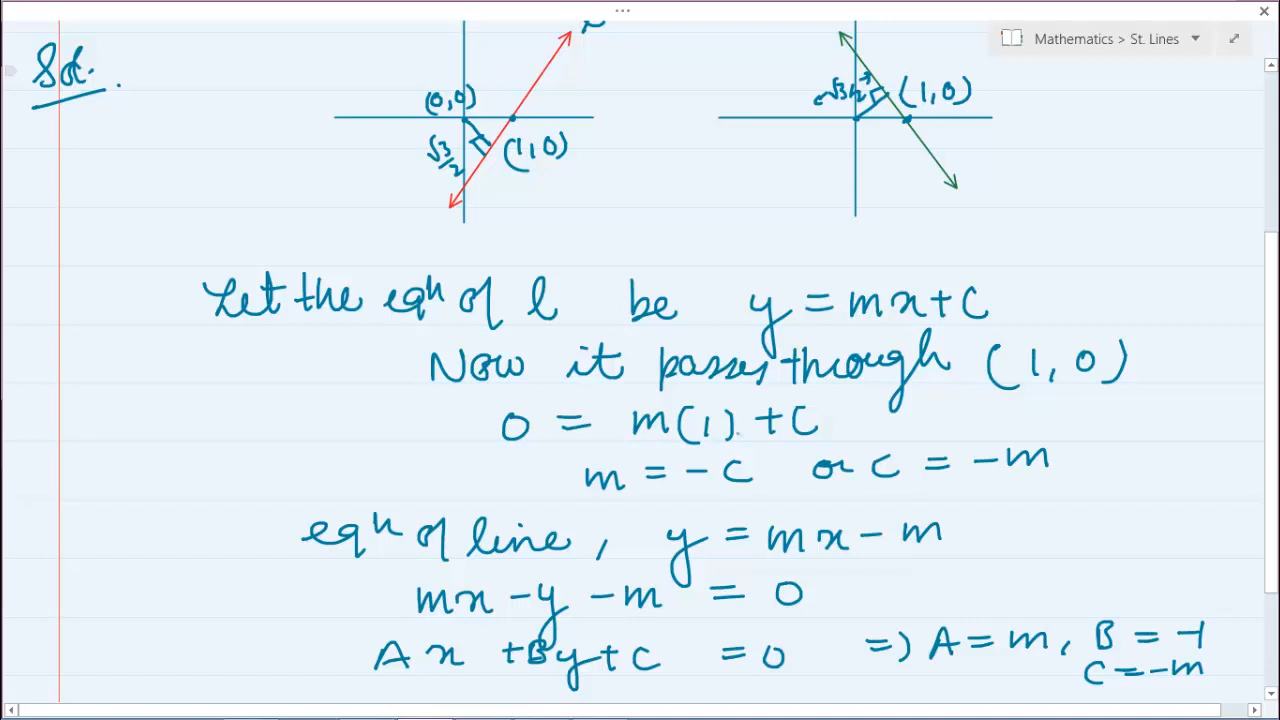 Mathematics > St. Lines
Sol.
(0,0)
√3/2
(1,0)
√3/2
(1,0)
Let the eqn of l be y = mx + c
Now it passes through (1, 0)
0 = m(1) + c
m = - c or c = -m
eqn of line, y = mx - m
mx - y - m = 0
Ax + By + C = 0 => A = m, B = -1
C = -m